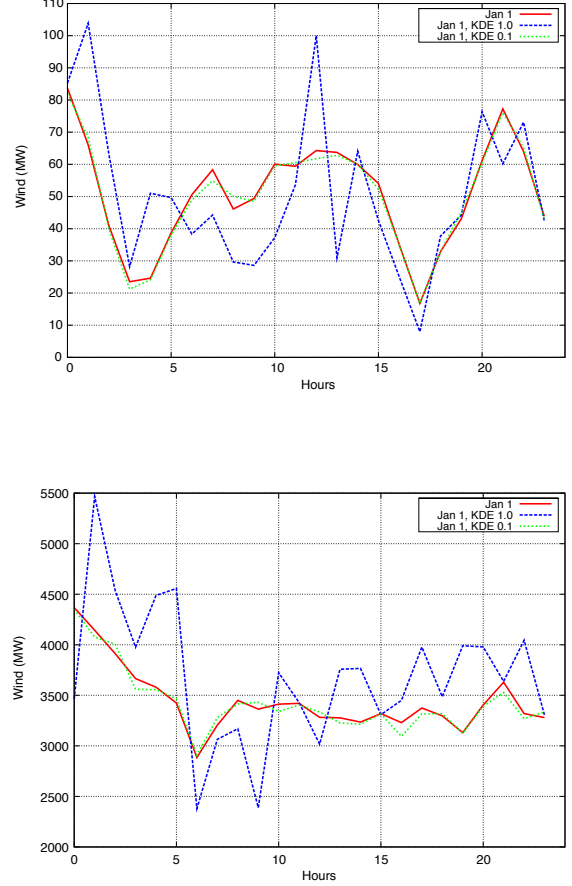 110
100
90
80
70
60
50
40
30
20
10
0
Wind (MW)
Jan 1
Jan 1, KDE 1.0
Jan 1, KDE 0.1
0 5 10 15 20
Hours
5500
5000
4500
4000
3500
3000
2500
2000
Wind (MW)
Jan 1
Jan 1, KDE 1.0
Jan 1, KDE 0.1
0 5 10 15 20
Hours